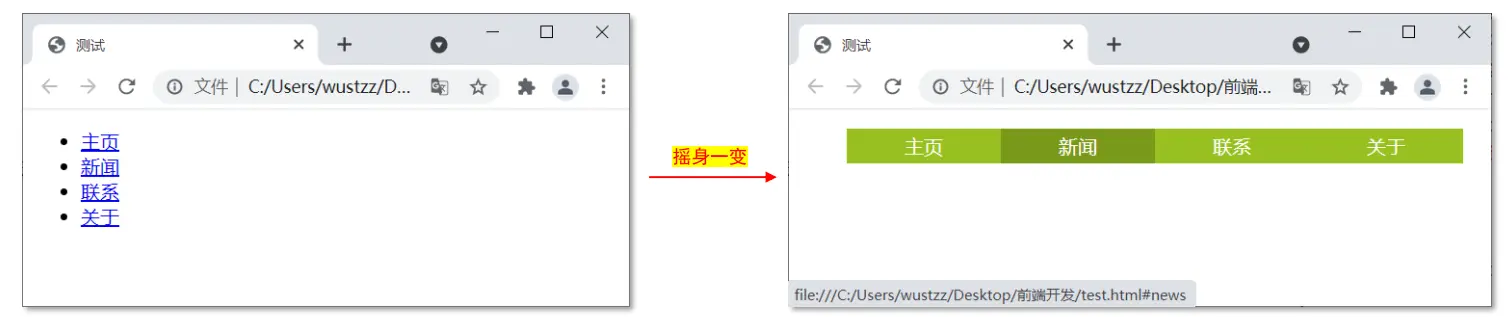 测试
文件 | C:/Users/wustzz/D...
主页
新闻
联系
关于
摇身一变
测试
文件 | C:/Users/wustzz/Desktop/前端...
主页 新闻 联系 关于
file:///C:/Users/wustzz/Desktop/前端开发/test.html#news